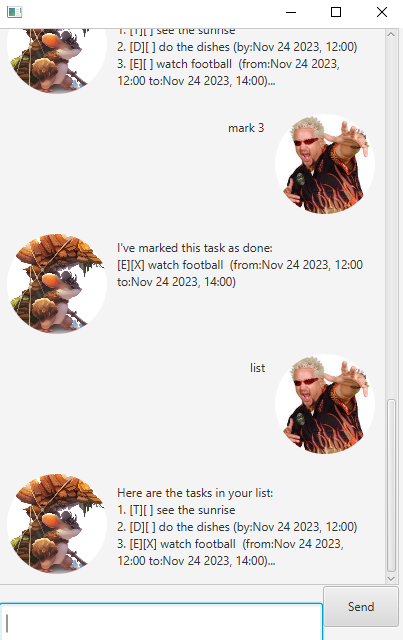 1. [T][ ] see the sunrise
2. [D][ ] do the dishes (by:Nov 24 2023, 12:00)
3. [E][ ] watch football  (from:Nov 24 2023,
12:00 to:Nov 24 2023, 14:00)...
mark 3
I've marked this task as done:
[E][X] watch football  (from:Nov 24 2023, 12:00
to:Nov 24 2023, 14:00)
list
Here are the tasks in your list:
1. [T][ ] see the sunrise
2. [D][ ] do the dishes (by:Nov 24 2023, 12:00)
3. [E][X] watch football  (from:Nov 24 2023,
12:00 to:Nov 24 2023, 14:00)...
Send